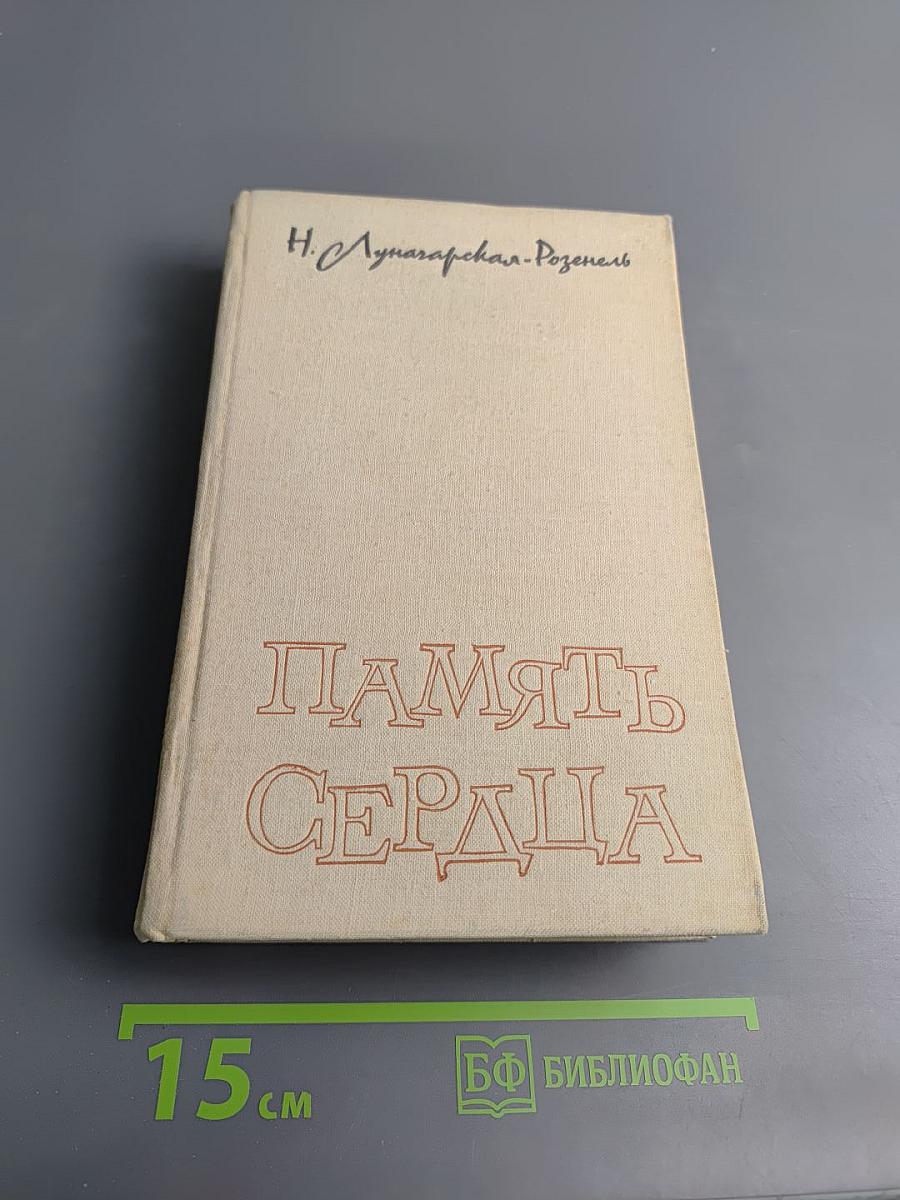 Н. Луначарская-Розенель
ПАМЯТЬ
СЕРДЦА
15 см
БФ БИБЛИОФАН